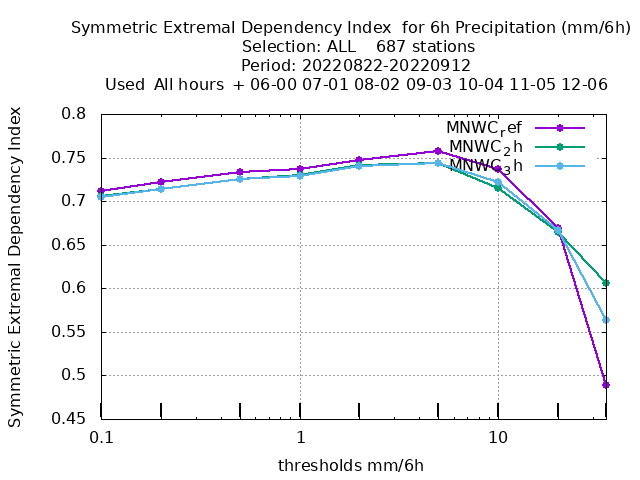 Symmetric Extremal Dependency Index  for 6h Precipitation (mm/6h)
Selection: ALL    687 stations
Period: 20220822-20220912
Used  All hours  + 06-00 07-01 08-02 09-03 10-04 11-05 12-06
Symmetric Extremal Dependency Index
0.8
0.75
0.7
0.65
0.6
0.55
0.5
0.45
MNWCref
MNWC2h
MNWC3h
0.1
1
10
thresholds mm/6h